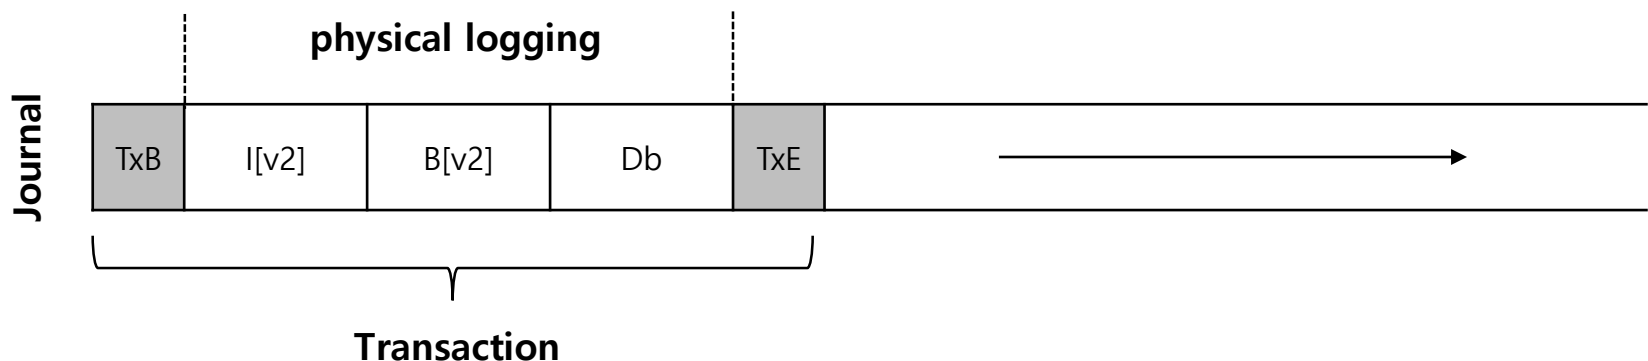 physical logging
Journal
TxB
I[v2]
B[v2]
Db
TxE
Transaction